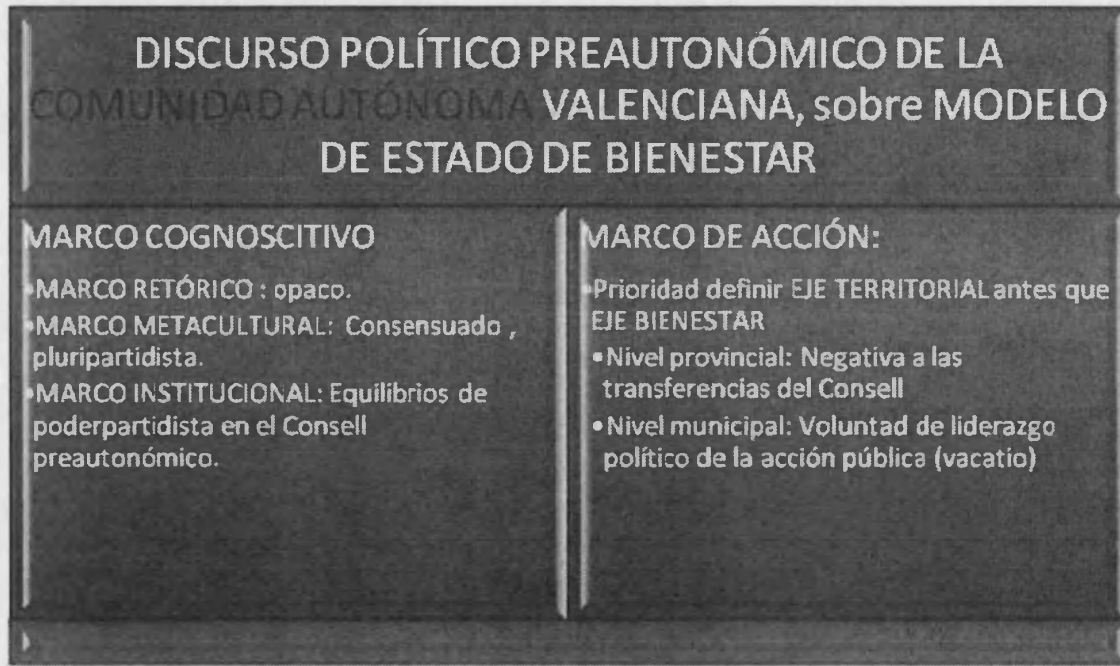 DISCURSO POLÍTICO PREAUTONÓMICO DE LA
COMUNIDAD AUTÓNOMA VALENCIANA, sobre MODELO
DE ESTADO DE BIENESTAR
MARCO COGNOSCITIVO
•MARCO RETÓRICO : opaco.
•MARCO METACULTURAL: Consensuado ,
pluripartidista.
•MARCO INSTITUCIONAL: Equilibrios de
poderpartidista en el Consell
preautonómico.
MARCO DE ACCIÓN:
•Prioridad definir EJE TERRITORIAL antes que
EJE BIENESTAR
•Nivel provincial: Negativa a las
transferencias del Consell
•Nivel municipal: Voluntad de liderazgo
político de la acción pública (vacatio)